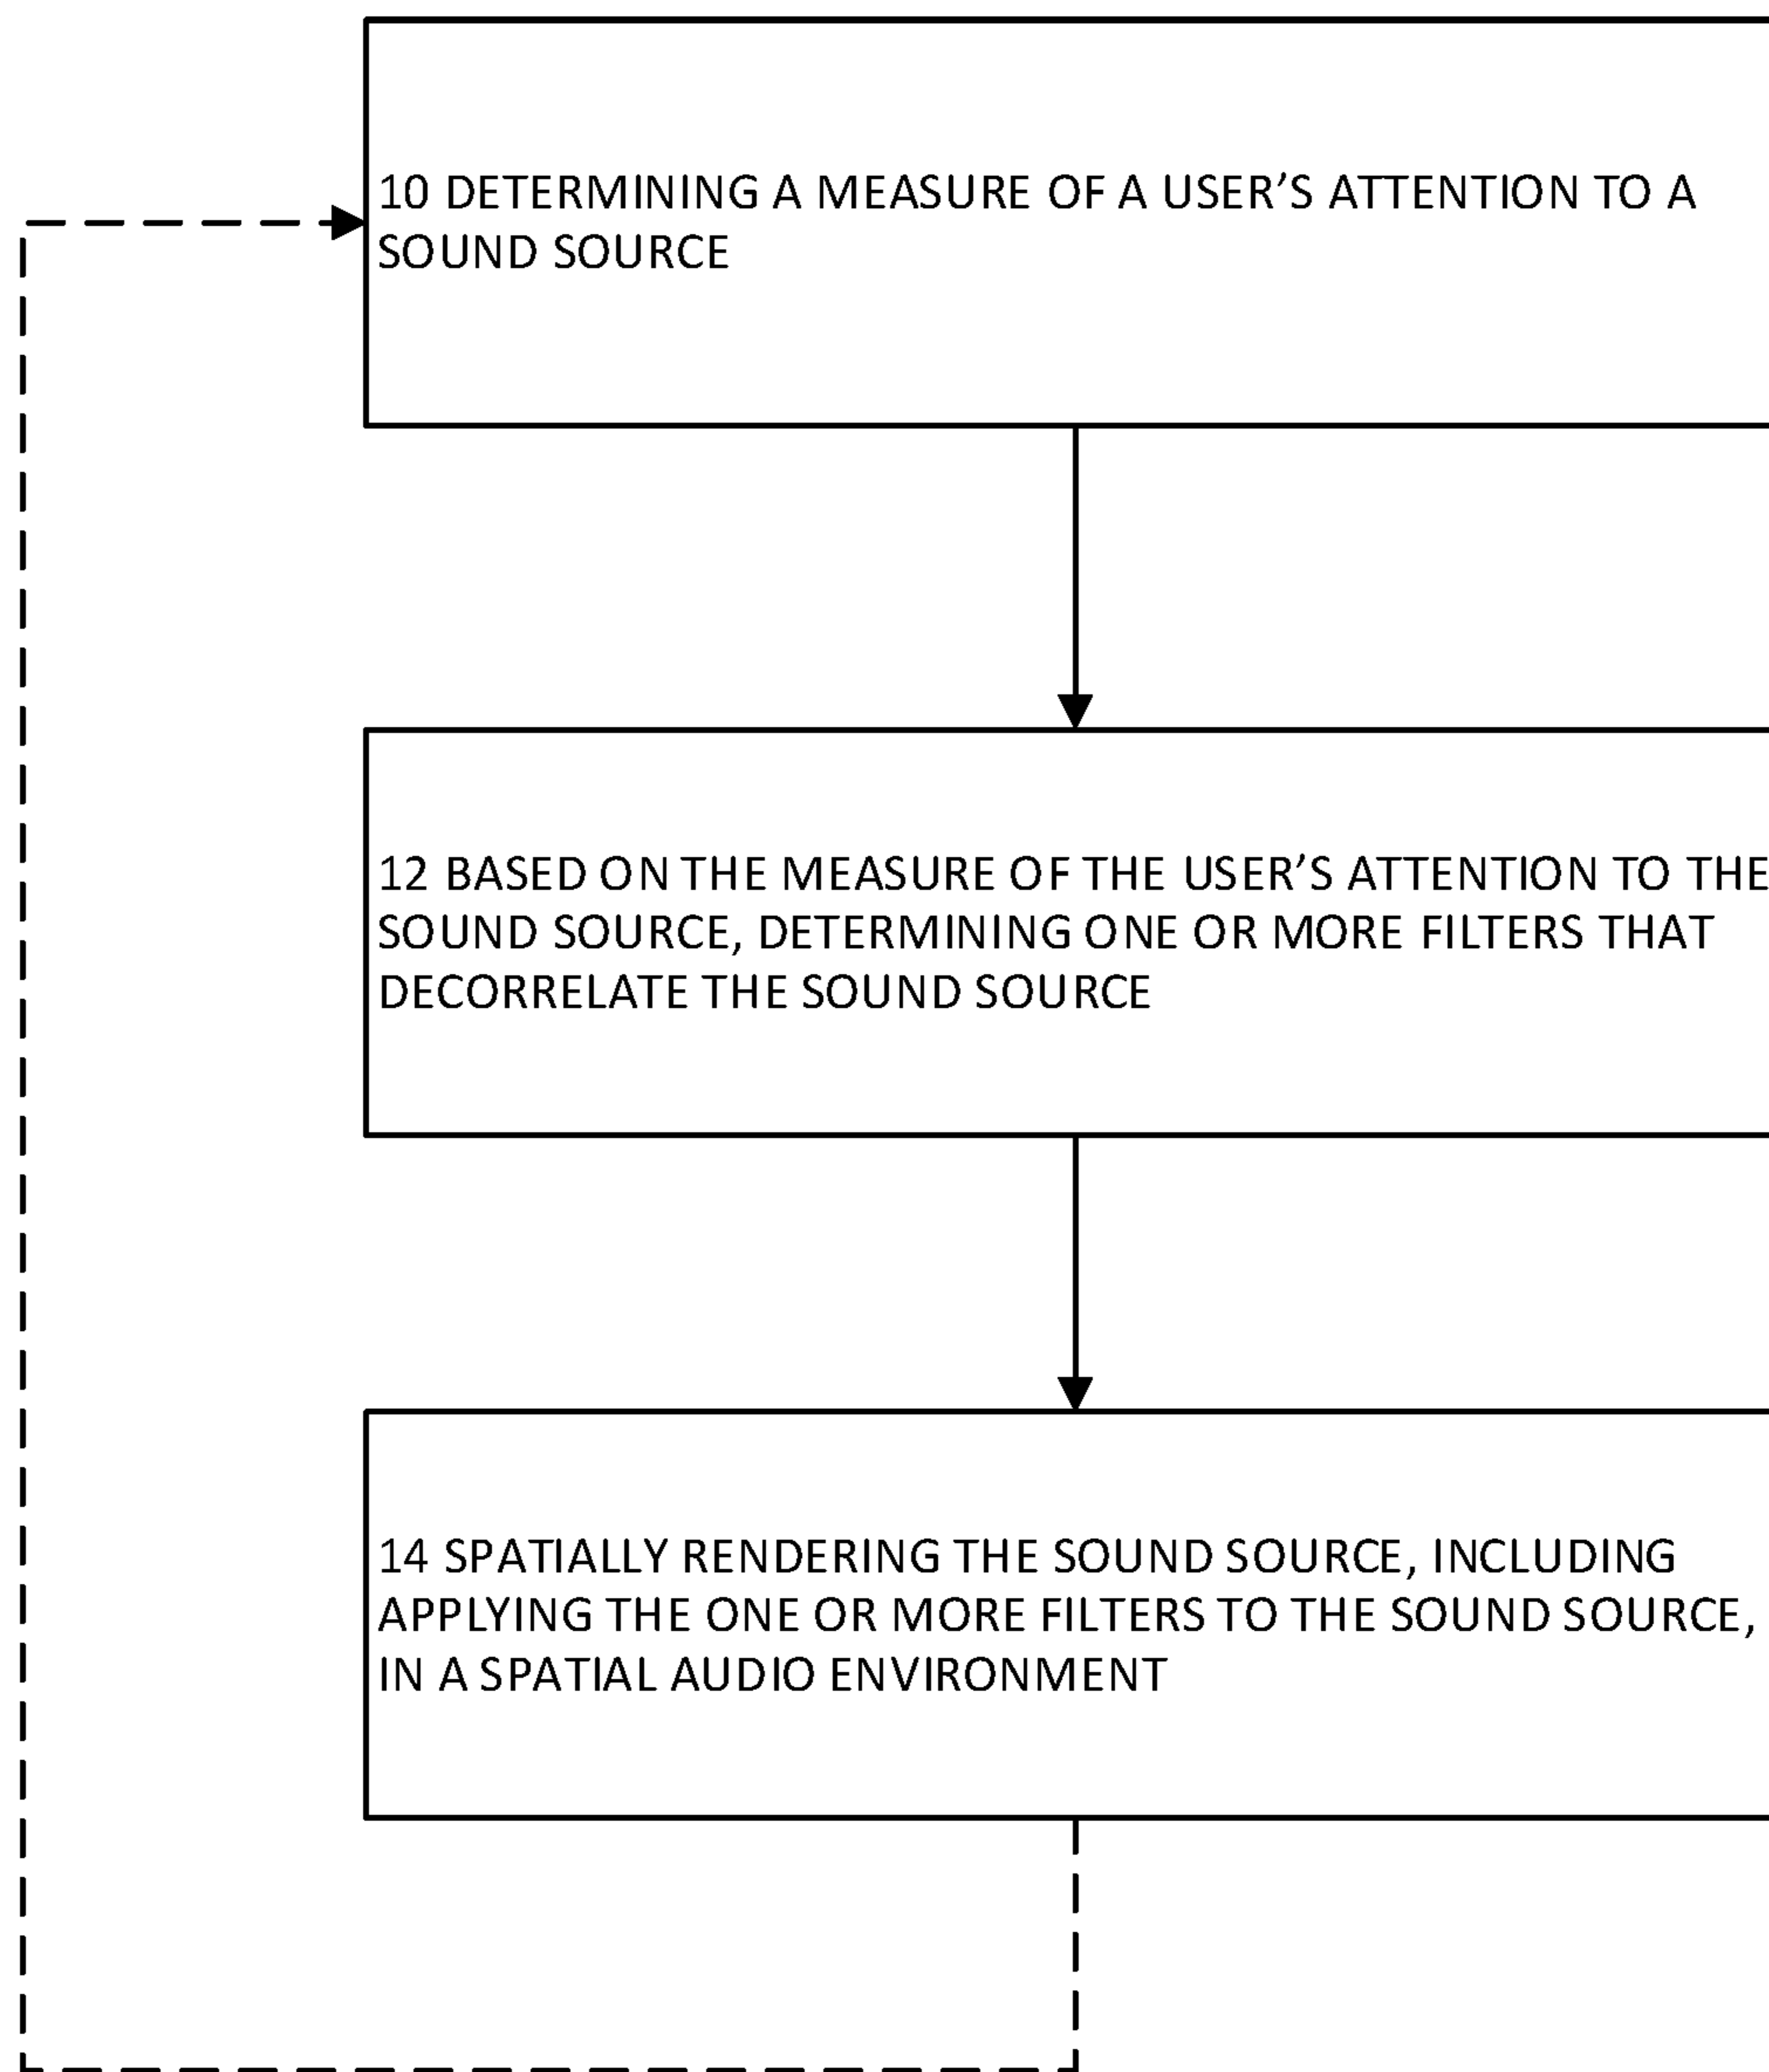 10 DETERMINING A MEASURE OF A USER’S ATTENTION TO A
SOUND SOURCE
12 BASED ON THE MEASURE OF THE USER’S ATTENTION TO THE
SOUND SOURCE, DETERMINING ONE OR MORE FILTERS THAT
DECORRELATE THE SOUND SOURCE
14 SPATIALLY RENDERING THE SOUND SOURCE, INCLUDING
APPLYING THE ONE OR MORE FILTERS TO THE SOUND SOURCE,
IN A SPATIAL AUDIO ENVIRONMENT